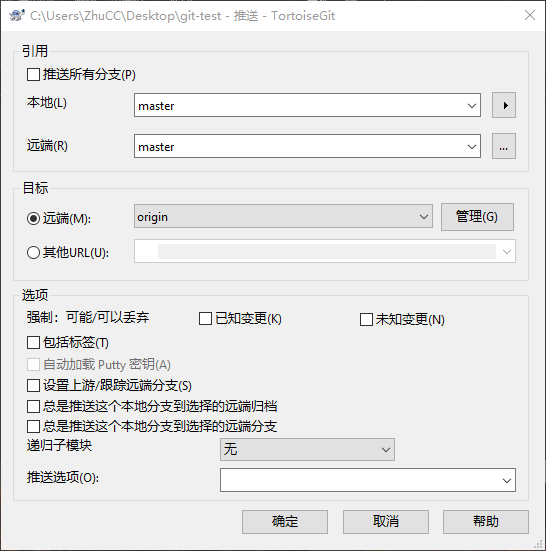 C:\Users\ZhuCC\Desktop\git-test - 推送 - TortoiseGit
引用
推送所有分支(P)
本地(L)
master
远端(R)
master
...
目标
远端(M):
origin
管理(G)
其他URL(U):
选项
强制：可能/可以丢弃
已知变更(K)
未知变更(N)
包括标签(T)
自动加载 Putty 密钥(A)
设置上游/跟踪远端分支(S)
总是推送这个本地分支到选择的远端归档
总是推送这个本地分支到选择的远端分支
递归子模块
无
推送选项(O):
确定
取消
帮助